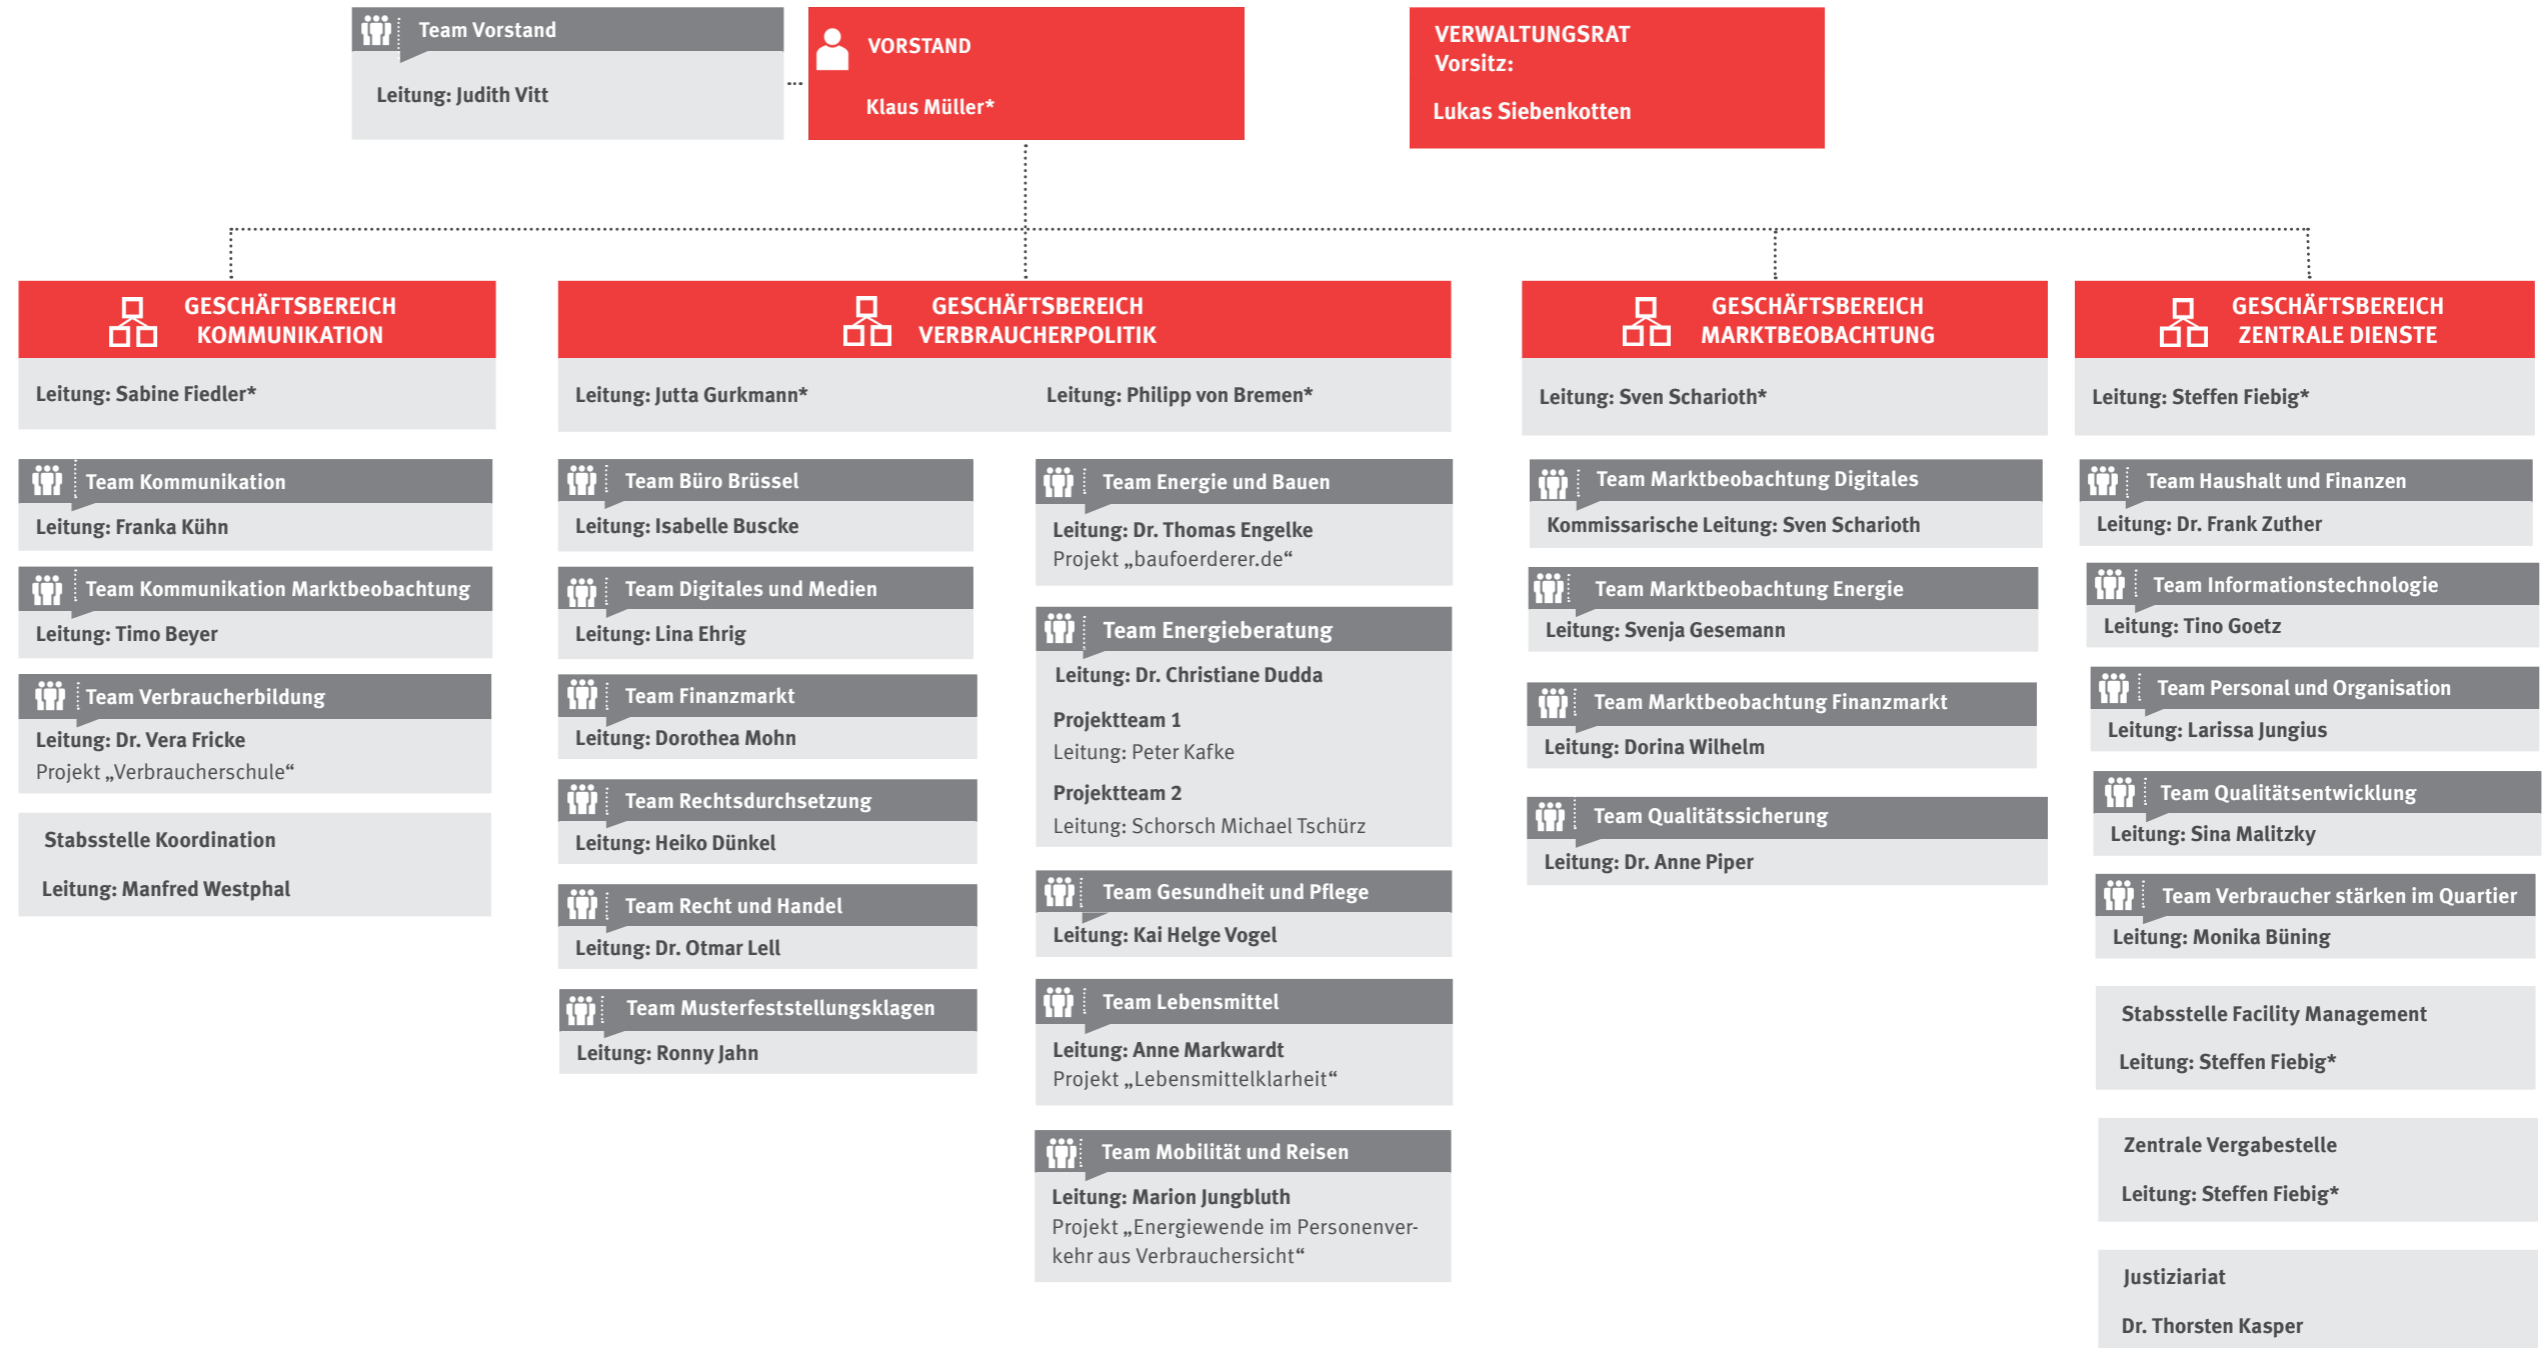 Team Vorstand
Leitung: Judith Vitt
VORSTAND
Klaus Müller*
VERWALTUNGSRAT
Vorsitz:
Lukas Siebenkotten
GESCHÄFTSBEREICH
KOMMUNIKATION
Leitung: Sabine Fiedler*
Team Kommunikation
Leitung: Franka Kühn
Team Kommunikation Marktbeobachtung
Leitung: Timo Beyer
Team Verbraucherbildung
Leitung: Dr. Vera Fricke
Projekt „Verbraucherschule“
Stabsstelle Koordination
Leitung: Manfred Westphal
GESCHÄFTSBEREICH
VERBRAUCHERPOLITIK
Leitung: Jutta Gurkmann*
Leitung: Philipp von Bremen*
Team Büro Brüssel
Leitung: Isabelle Buscke
Team Digitales und Medien
Leitung: Lina Ehrig
Team Finanzmarkt
Leitung: Dorothea Mohn
Team Rechtsdurchsetzung
Leitung: Heiko Dünkel
Team Recht und Handel
Leitung: Dr. Otmar Lell
Team Musterfeststellungsklagen
Leitung: Ronny Jahn
Team Energie und Bauen
Leitung: Dr. Thomas Engelke
Projekt „baufoerderer.de“
Team Energieberatung
Leitung: Dr. Christiane Dudda
Projektteam 1
Leitung: Peter Kafke
Projektteam 2
Leitung: Schorsch Michael Tschürz
Team Gesundheit und Pflege
Leitung: Kai Helge Vogel
Team Lebensmittel
Leitung: Anne Markwardt
Projekt „Lebensmittelklarheit“
Team Mobilität und Reisen
Leitung: Marion Jungbluth
Projekt „Energiewende im Personenver-
kehr aus Verbrauchersicht“
GESCHÄFTSBEREICH
MARKTBEOBACHTUNG
Leitung: Sven Scharioth*
Team Marktbeobachtung Digitales
Kommissarische Leitung: Sven Scharioth
Team Marktbeobachtung Energie
Leitung: Svenja Gesemann
Team Marktbeobachtung Finanzmarkt
Leitung: Dorina Wilhelm
Team Qualitätssicherung
Leitung: Dr. Anne Piper
GESCHÄFTSBEREICH
ZENTRALE DIENSTE
Leitung: Steffen Fiebig*
Team Haushalt und Finanzen
Leitung: Dr. Frank Zuther
Team Informationstechnologie
Leitung: Tino Goetz
Team Personal und Organisation
Leitung: Larissa Jungius
Team Qualitätsentwicklung
Leitung: Sina Malitzky
Team Verbraucher stärken im Quartier
Leitung: Monika Büning
Stabsstelle Facility Management
Leitung: Steffen Fiebig*
Zentrale Vergabestelle
Leitung: Steffen Fiebig*
Justiziariat
Dr. Thorsten Kasper